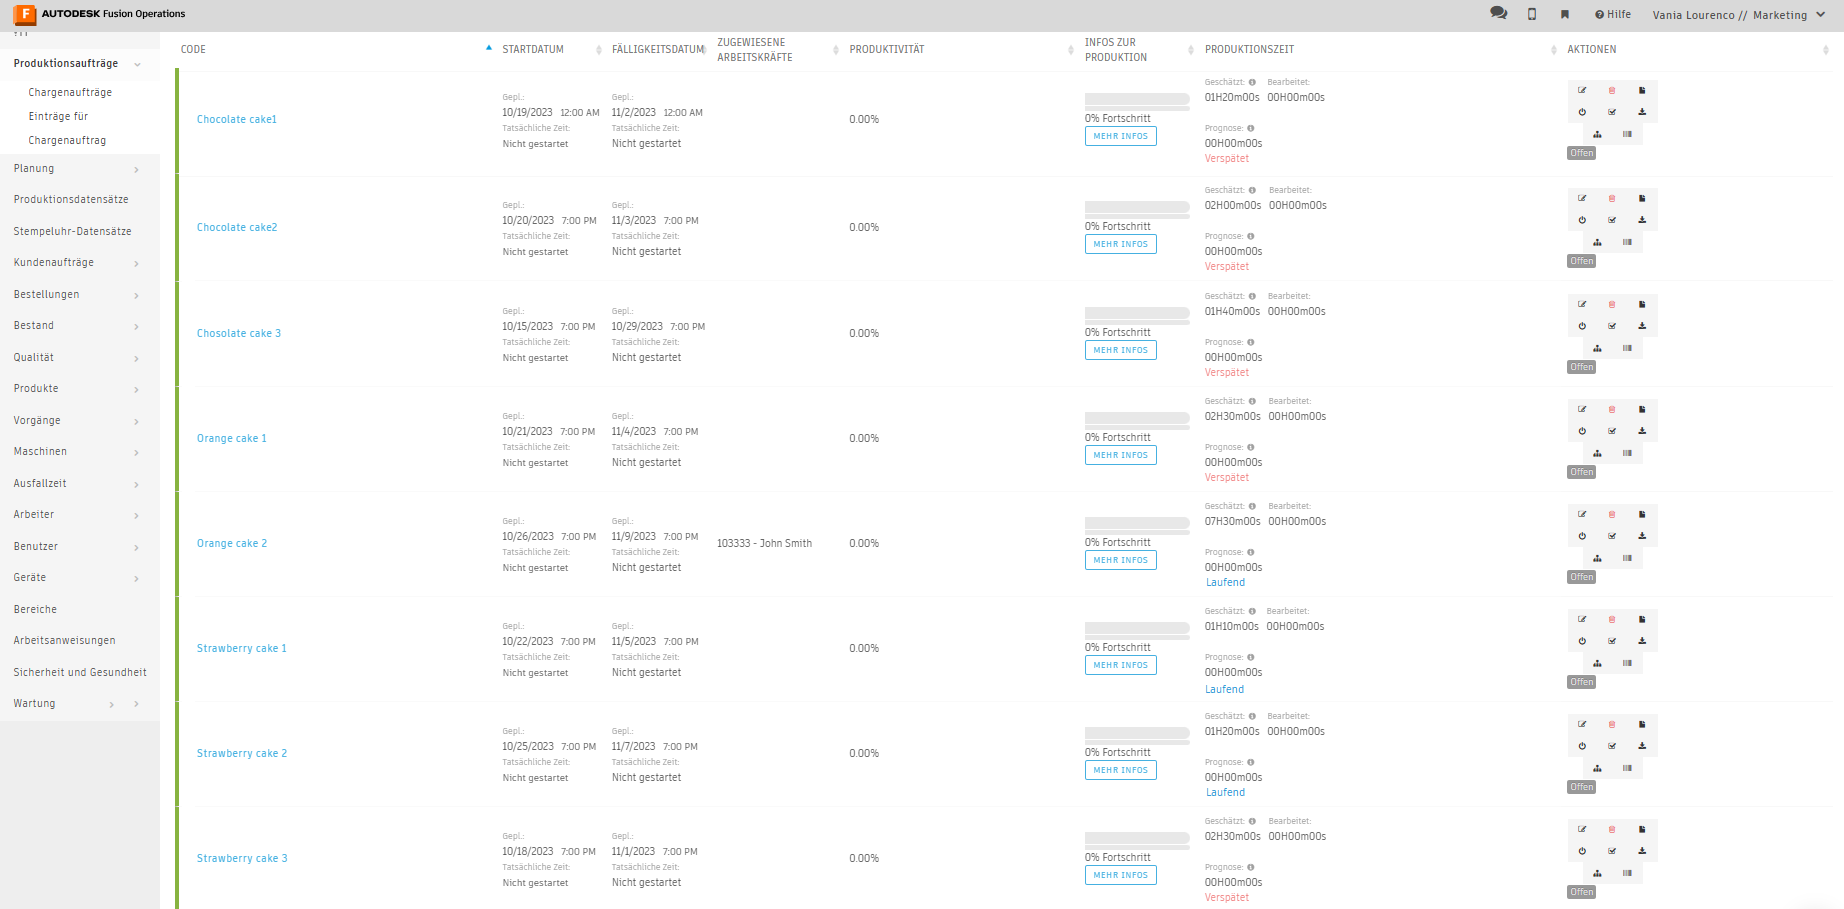 AUTODESK Fusion Operations
Hilfe
Vania Lourenco // Marketing
Produktionsaufträge
Chargenaufträge
Einträge für
Chargenauftrag
Planung
Produktionsdatensätze
Stempeluhr-Datensätze
Kundenaufträge
Bestellungen
Bestand
Qualität
Produkte
Vorgänge
Maschinen
Ausfallzeit
Arbeiter
Benutzer
Geräte
Bereiche
Arbeitsanweisungen
Sicherheit und Gesundheit
Wartung
CODE
STARTDATUM
FÄLLIGKEITSDATUM
ZUGEWIESENE
ARBEITSKRÄFTE
PRODUKTIVITÄT
INFOS ZUR
PRODUKTION
PRODUKTIONSZEIT
AKTIONEN
Chocolate cake1
Gepl.:
10/19/2023 12:00 AM
Tatsächliche Zeit:
Nicht gestartet
Gepl.:
11/2/2023 12:00 AM
Tatsächliche Zeit:
Nicht gestartet
0.00%
0% Fortschritt
MEHR INFOS
Geschätzt: Bearbeitet:
01H20m00s 00H00m00s
Prognose:
00H00m00s
Verspätet
Offen
Chocolate cake2
Gepl.:
10/20/2023 7:00 PM
Tatsächliche Zeit:
Nicht gestartet
Gepl.:
11/3/2023 7:00 PM
Tatsächliche Zeit:
Nicht gestartet
0.00%
0% Fortschritt
MEHR INFOS
Geschätzt: Bearbeitet:
02H00m00s 00H00m00s
Prognose:
00H00m00s
Verspätet
Offen
Chosolate cake 3
Gepl.:
10/15/2023 7:00 PM
Tatsächliche Zeit:
Nicht gestartet
Gepl.:
10/29/2023 7:00 PM
Tatsächliche Zeit:
Nicht gestartet
0.00%
0% Fortschritt
MEHR INFOS
Geschätzt: Bearbeitet:
01H40m00s 00H00m00s
Prognose:
00H00m00s
Verspätet
Offen
Orange cake 1
Gepl.:
10/21/2023 7:00 PM
Tatsächliche Zeit:
Nicht gestartet
Gepl.:
11/4/2023 7:00 PM
Tatsächliche Zeit:
Nicht gestartet
0.00%
0% Fortschritt
MEHR INFOS
Geschätzt: Bearbeitet:
02H30m00s 00H00m00s
Prognose:
00H00m00s
Verspätet
Offen
Orange cake 2
Gepl.:
10/26/2023 7:00 PM
Tatsächliche Zeit:
Nicht gestartet
Gepl.:
11/9/2023 7:00 PM
Tatsächliche Zeit:
Nicht gestartet
103333 - John Smith
0.00%
0% Fortschritt
MEHR INFOS
Geschätzt: Bearbeitet:
07H30m00s 00H00m00s
Prognose:
00H00m00s
Laufend
Offen
Strawberry cake 1
Gepl.:
10/22/2023 7:00 PM
Tatsächliche Zeit:
Nicht gestartet
Gepl.:
11/5/2023 7:00 PM
Tatsächliche Zeit:
Nicht gestartet
0.00%
0% Fortschritt
MEHR INFOS
Geschätzt: Bearbeitet:
01H10m00s 00H00m00s
Prognose:
00H00m00s
Laufend
Offen
Strawberry cake 2
Gepl.:
10/25/2023 7:00 PM
Tatsächliche Zeit:
Nicht gestartet
Gepl.:
11/7/2023 7:00 PM
Tatsächliche Zeit:
Nicht gestartet
0.00%
0% Fortschritt
MEHR INFOS
Geschätzt: Bearbeitet:
01H20m00s 00H00m00s
Prognose:
00H00m00s
Laufend
Offen
Strawberry cake 3
Gepl.:
10/18/2023 7:00 PM
Tatsächliche Zeit:
Nicht gestartet
Gepl.:
11/1/2023 7:00 PM
Tatsächliche Zeit:
Nicht gestartet
0.00%
0% Fortschritt
MEHR INFOS
Geschätzt: Bearbeitet:
02H30m00s 00H00m00s
Prognose:
00H00m00s
Verspätet
Offen